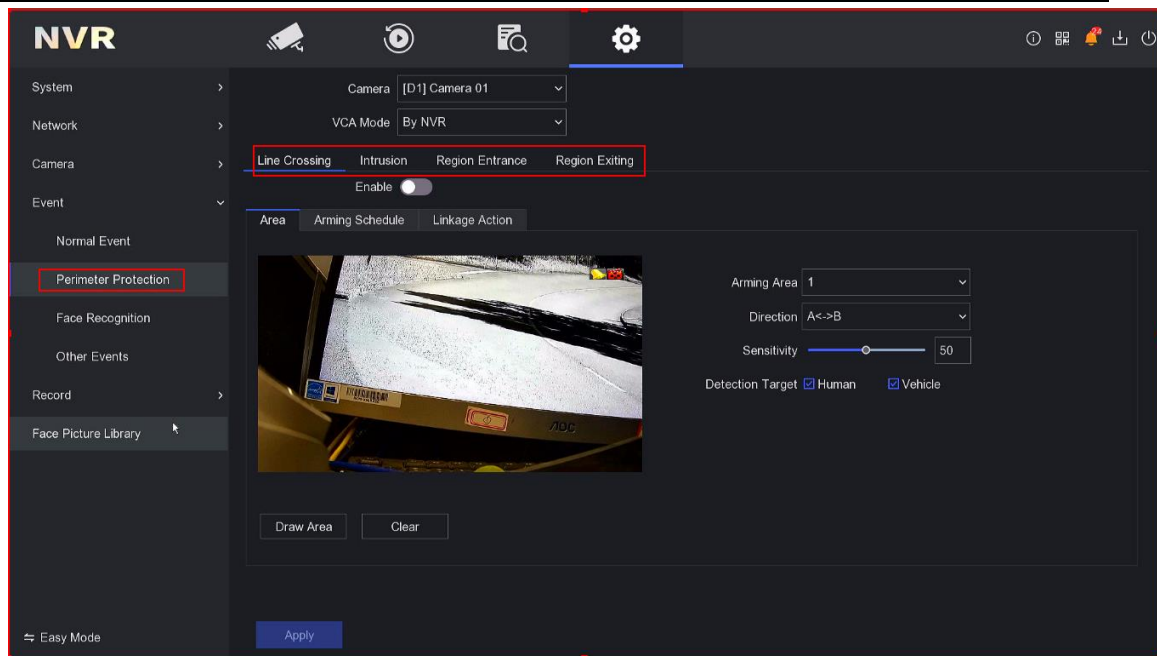 NVR
24
System
Camera [D1] Camera 01
Network
VCA Mode By NVR
Camera
Line Crossing Intrusion Region Entrance Region Exiting
Enable
Event
Area Arming Schedule Linkage Action
Normal Event
Perimeter Protection
Arming Area 1
Face Recognition
Direction A<->B
Other Events
Sensitivity 50
Detection Target Human Vehicle
Record
Face Picture Library
AOC
Draw Area Clear
Easy Mode
Apply